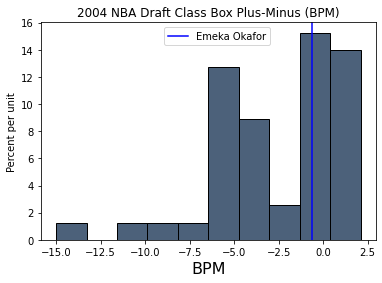 2004 NBA Draft Class Box Plus-Minus (BPM)
Emeka Okafor
Percent per unit
16
14
12
10
8
6
4
2
0
−15.0 −12.5 −10.0 −7.5 −5.0 −2.5 0.0 2.5
BPM